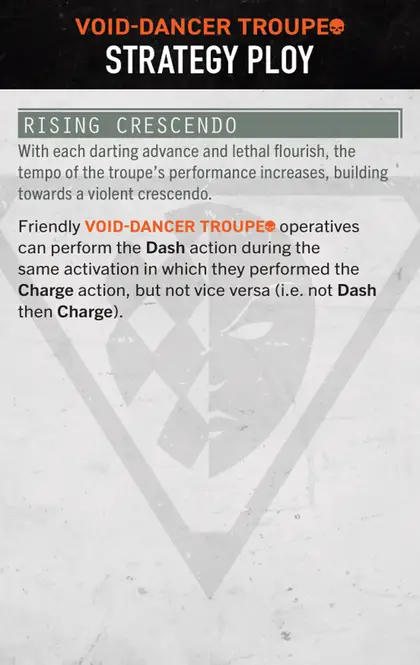 VOID-DANCER TROUPE
STRATEGY PLOY
RISING CRESCENDO
With each darting advance and lethal flourish, the
tempo of the troupe’s performance increases, building
towards a violent crescendo.
Friendly VOID-DANCER TROUPE operatives
can perform the Dash action during the
same activation in which they performed the
Charge action, but not vice versa (i.e. not Dash
then Charge).